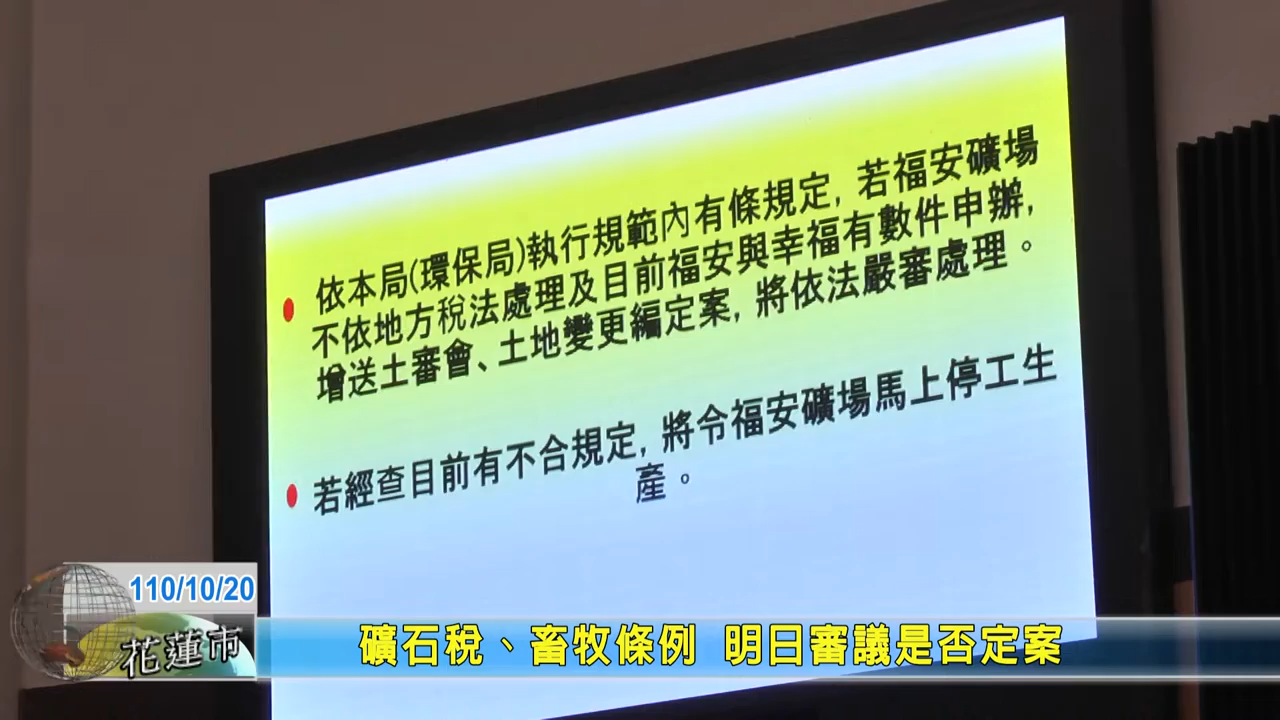 依本局(環保局)執行規範內有條規定, 若福安礦場
不依地方稅法處理及目前福安與幸福有數件申辦,
增送土審會、土地變更編定案, 將依法嚴審處理。
若經查目前有不合規定, 將令福安礦場馬上停工生
產。
110/10/20
花蓮市
礦石稅、畜牧條例 明日審議是否定案